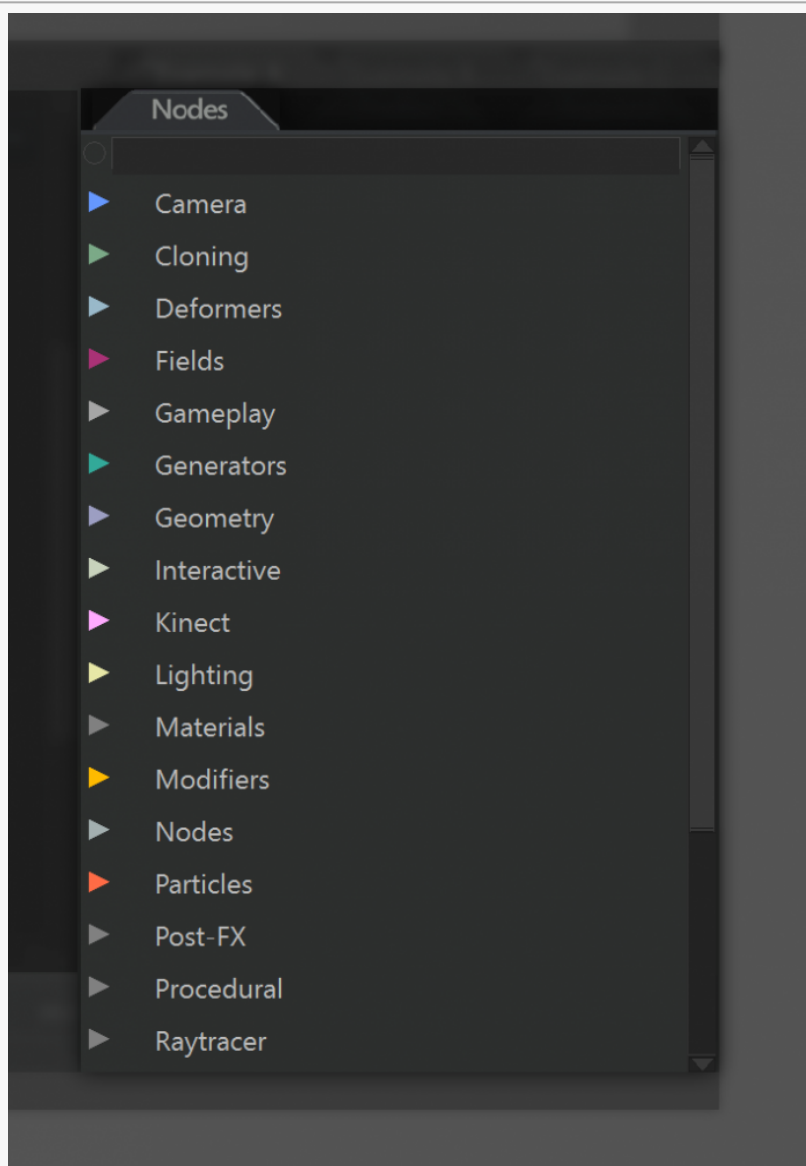 Nodes
Camera
Cloning
Deformers
Fields
Gameplay
Generators
Geometry
Interactive
Kinect
Lighting
Materials
Modifiers
Nodes
Particles
Post-FX
Procedural
Raytracer